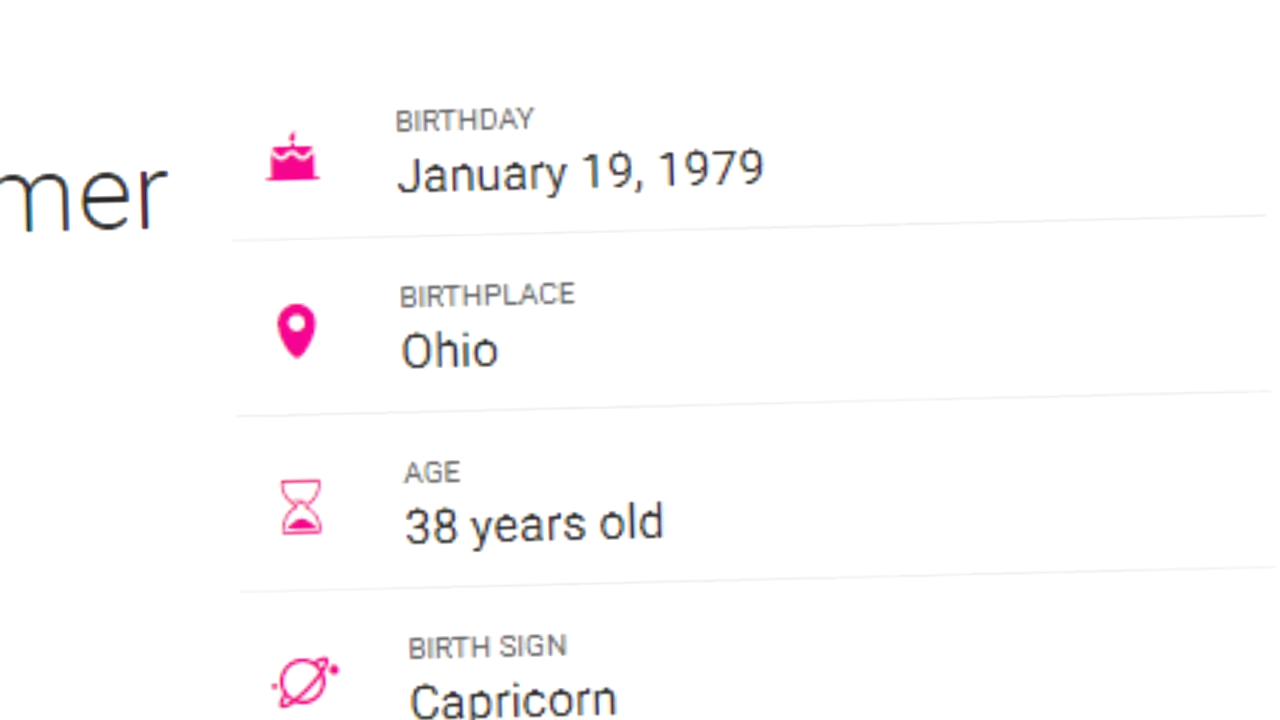 mer
BIRTHDAY
January 19, 1979
BIRTHPLACE
Ohio
AGE
38 years old
BIRTH SIGN
Capricorn